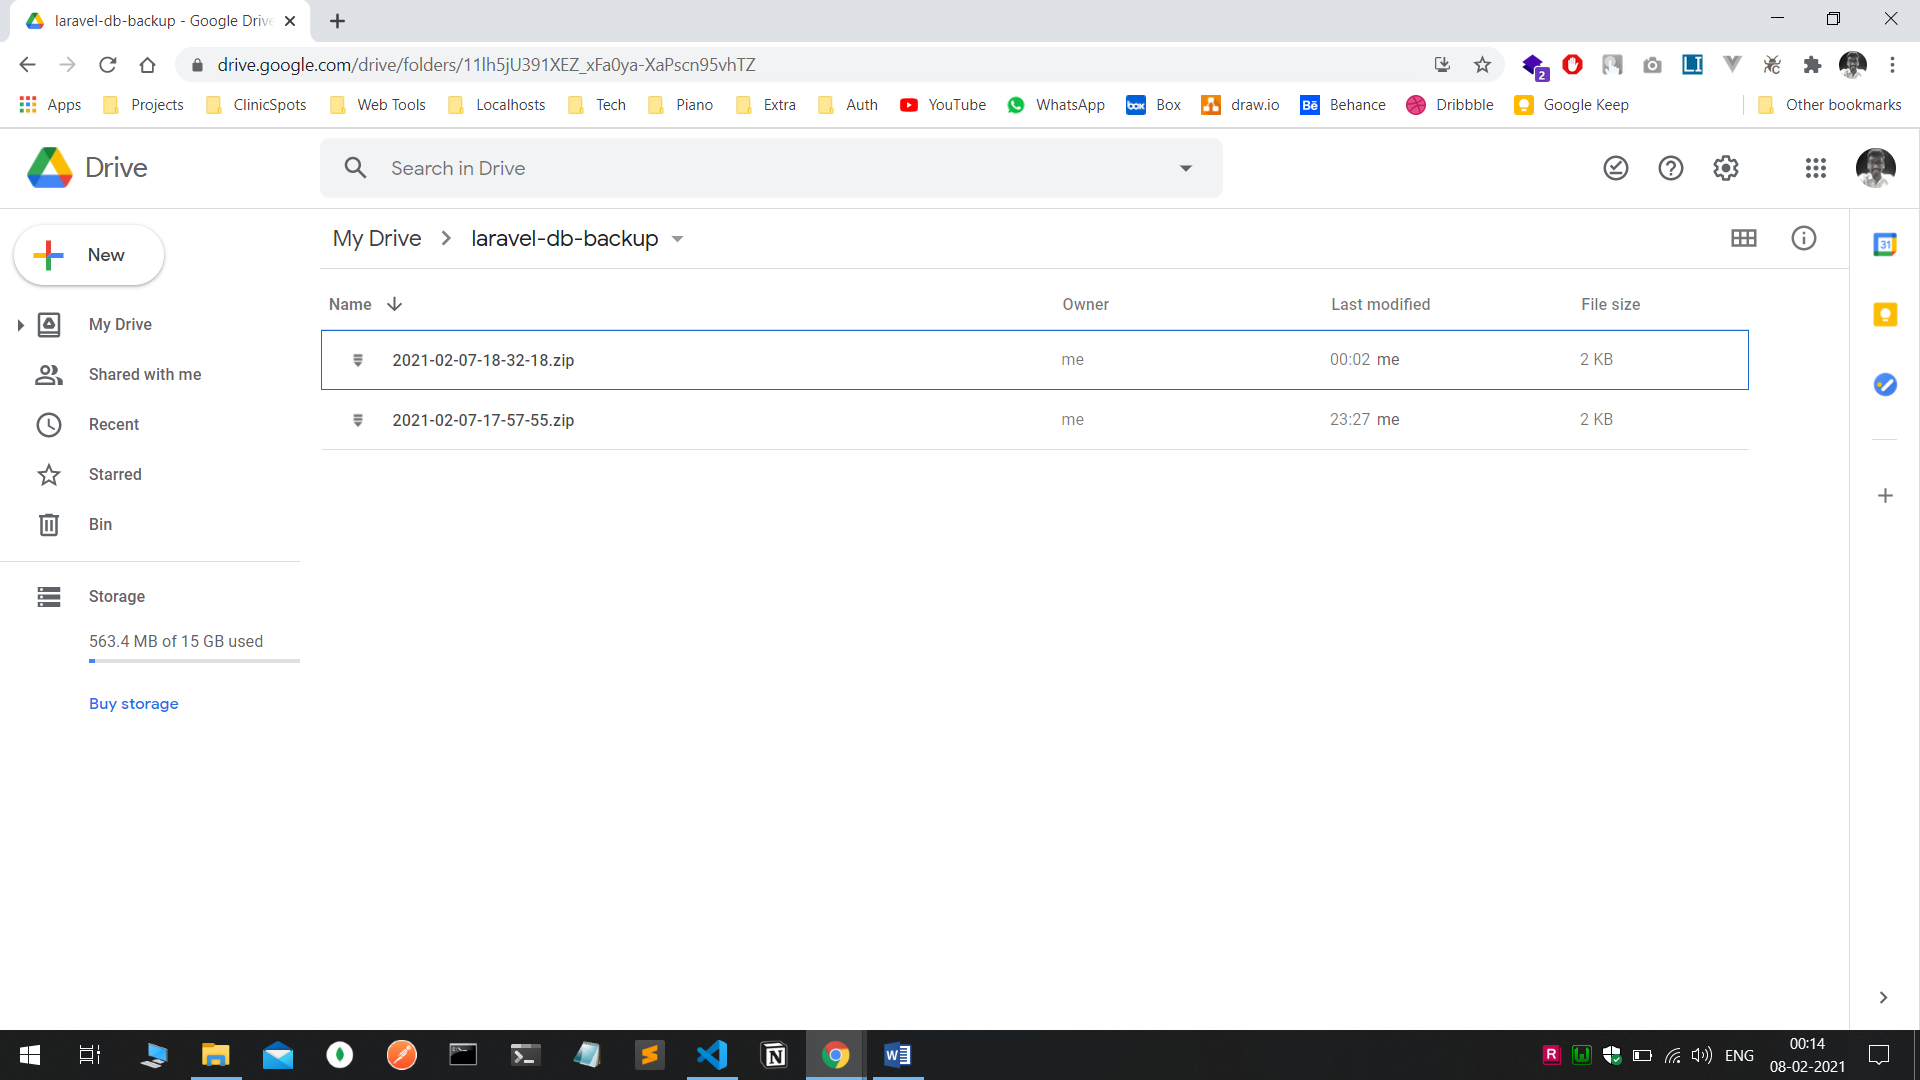 laravel-db-backup - Google Drive
drive.google.com/drive/folders/11lh5jU391XEZ_xFa0ya-XaPscn95vhTZ
2
LI
Apps Projects ClinicSpots Web Tools Localhosts Tech Piano Extra Auth YouTube WhatsApp box Box draw.io Bē Behance Dribbble Google Keep Other bookmarks
Drive
Search in Drive
New
My Drive
Shared with me
Recent
Starred
Bin
Storage
563.4 MB of 15 GB used
Buy storage
My Drive laravel-db-backup
Name Owner Last modified File size
2021-02-07-18-32-18.zip me 00:02 me 2 KB
2021-02-07-17-57-55.zip me 23:27 me 2 KB
31
ENG
00:14
08-02-2021